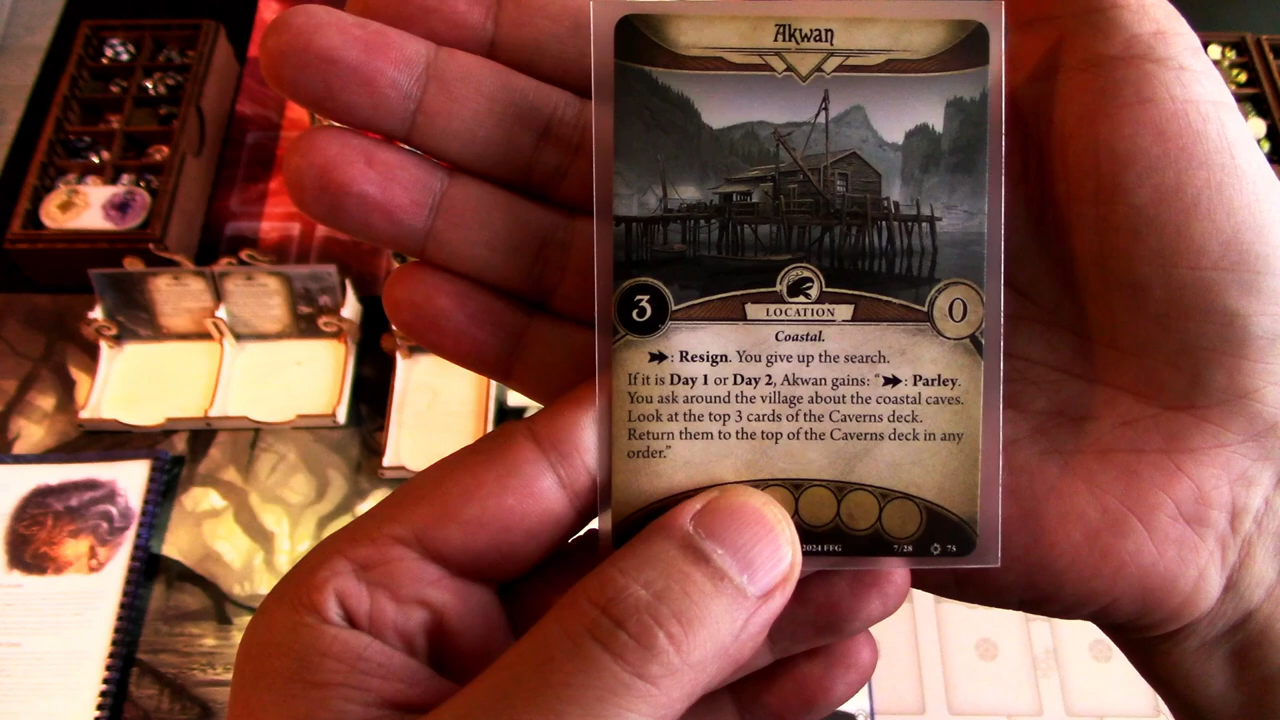 Akwan
3
LOCATION
0
Coastal.
: Resign. You give up the search.
If it is Day 1 or Day 2, Akwan gains: “ : Parley.
You ask around the village about the coastal caves.
Look at the top 3 cards of the Caverns deck.
Return them to the top of the Caverns deck in any
order.”
2024 FFG
7/28
75